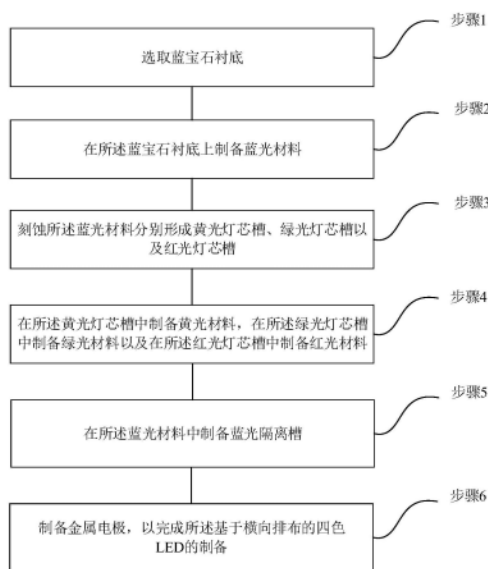 步骤1
选取蓝宝石衬底
步骤2
在所述蓝宝石衬底上制备蓝光材料
步骤3
刻蚀所述蓝光材料分别形成黄光灯芯槽、绿光灯芯槽以
及红光灯芯槽
步骤4
在所述黄光灯芯槽中制备黄光材料，在所述绿光灯芯槽
中制备绿光材料以及在所述红光灯芯槽中制备红光材料
步骤5
在所述蓝光材料中制备蓝光隔离槽
步骤6
制备金属电极，以完成所述基于横向排布的四色
LED的制备